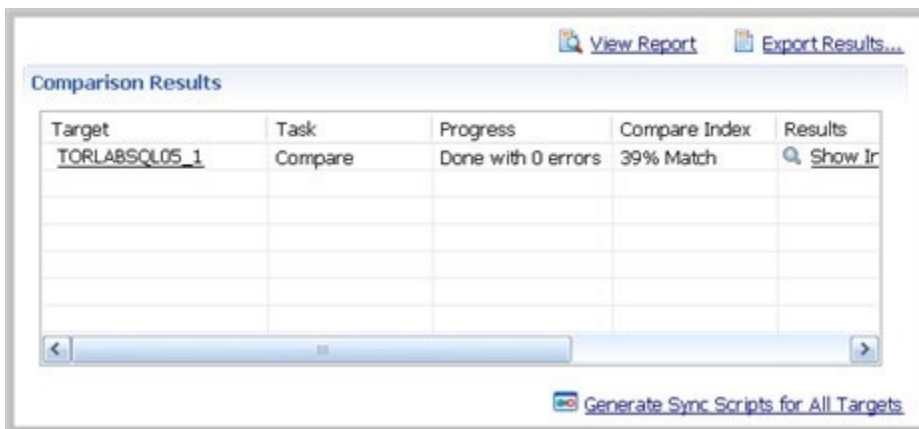 View Report Export Results...
Comparison Results
Target Task Progress Compare Index Results
TORLABSQL05_1 Compare Done with 0 errors 39% Match Show In
Generate Sync Scripts for All Targets